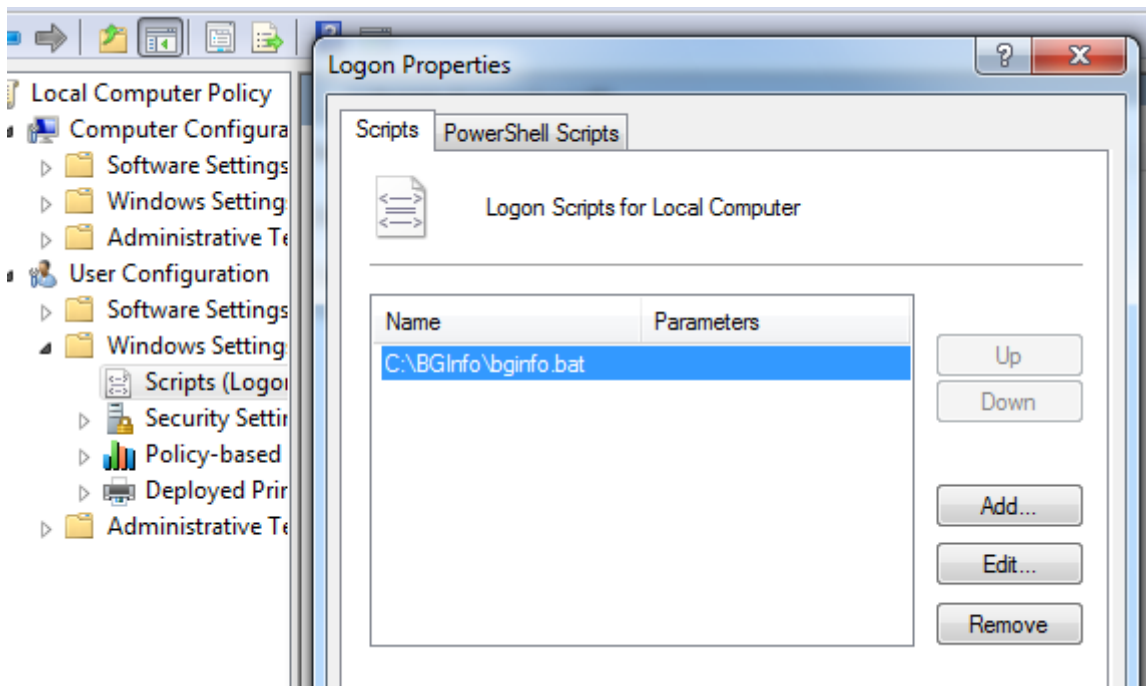 Logon Properties
?
X
Local Computer Policy
Computer Configura
Software Settings
Windows Setting
Administrative Te
User Configuration
Software Settings
Windows Setting
Scripts (Logo
Security Settin
Policy-based
Deployed Prin
Administrative Te
Scripts
PowerShell Scripts
Logon Scripts for Local Computer
Name Parameters
C:\BGInfo\bginfo.bat
Up
Down
Add...
Edit...
Remove